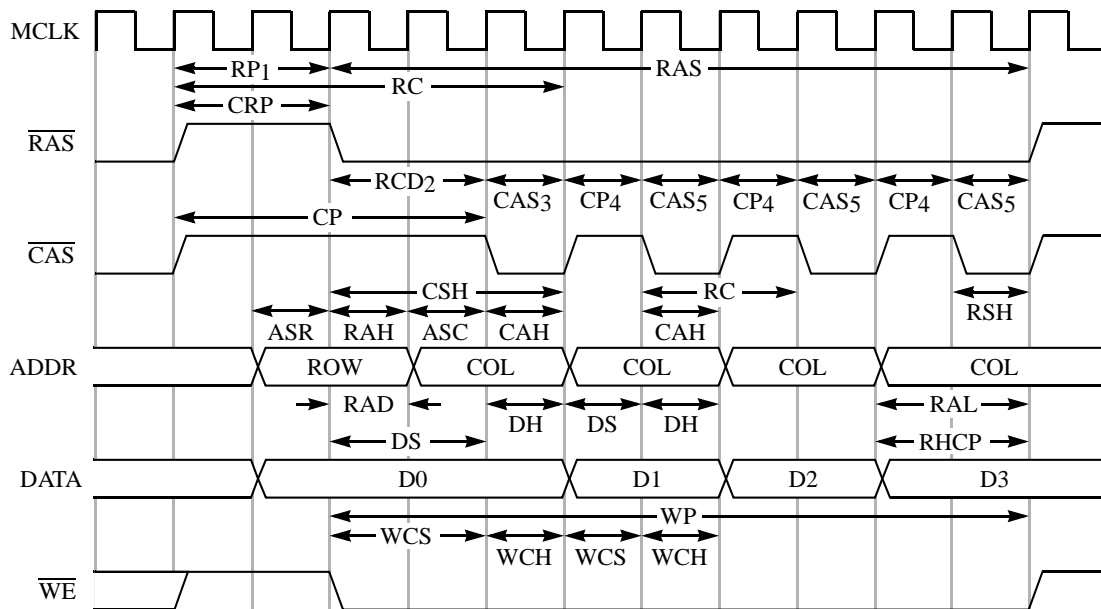 MCLK
RP1 RAS
RC
CRP
RAS
RCD2 CAS3 CP4 CAS5 CP4 CAS5 CP4 CAS5
CP
CAS
CSH RC
ASR RAH ASC CAH CAH RSH
ADDR ROW COL COL COL COL
RAD DH DS DH RAL
DS RHCP
DATA D0 D1 D2 D3
WP
WCS WCH WCS WCH
WE